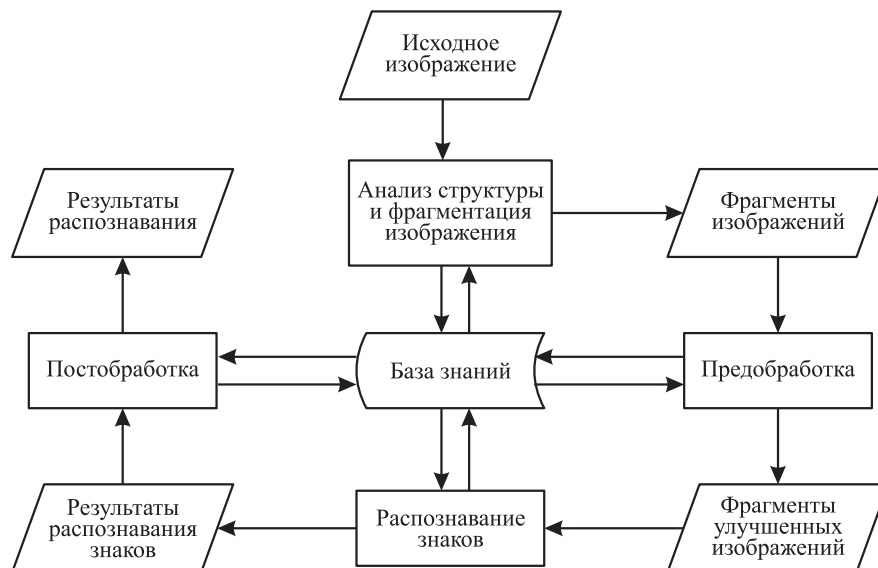 Исходное
изображение
Результаты
распознавания
Анализ структуры
и фрагментация
изображения
Фрагменты
изображений
Постобработка
База знаний
Предобработка
Результаты
распознавания
знаков
Распознавание
знаков
Фрагменты
улучшенных
изображений